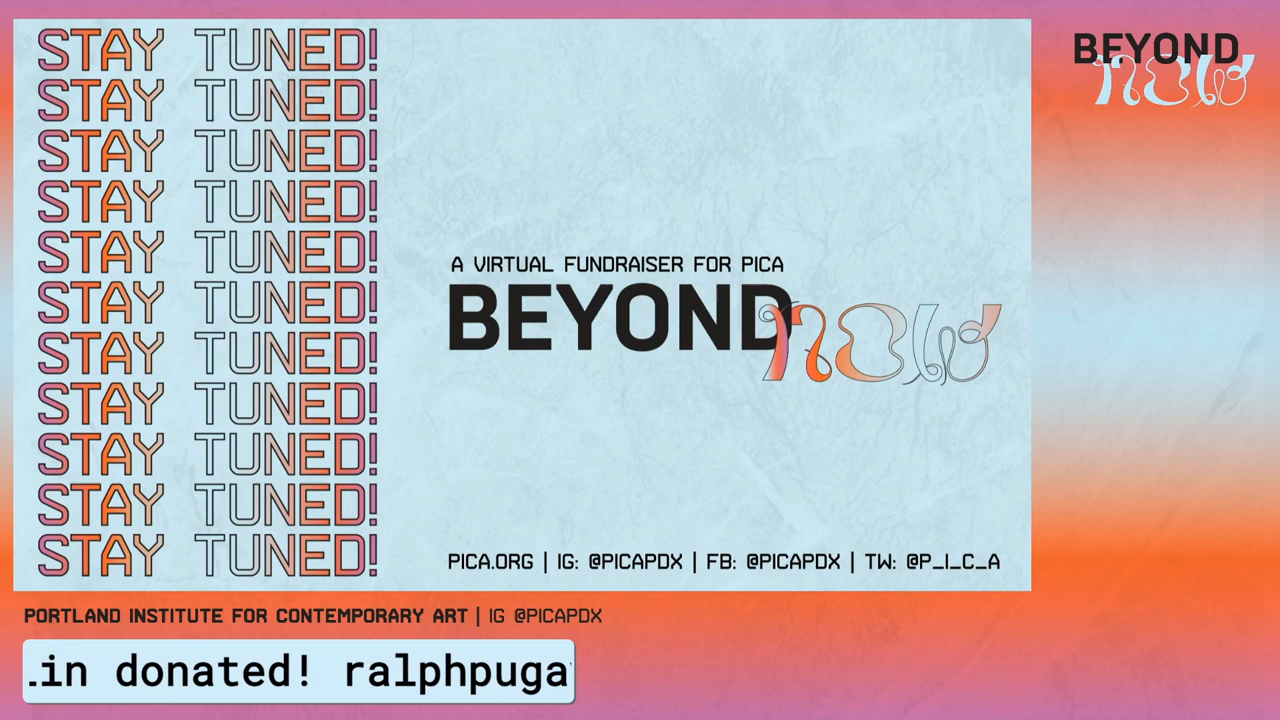 STAY TUNED!
STAY TUNED!
STAY TUNED!
STAY TUNED!
STAY TUNED!
STAY TUNED!
STAY TUNED!
STAY TUNED!
STAY TUNED!
STAY TUNED!
STAY TUNED!
A VIRTUAL FUNDRAISER FOR PICA
BEYOND now
PICA.ORG | IG: @PICAPDX | FB: @PICAPDX | TW: @P_I_C_A
BEYOND
now
PORTLAND INSTITUTE FOR CONTEMPORARY ART | IG @PICAPDX
.in donated! ralphpuga